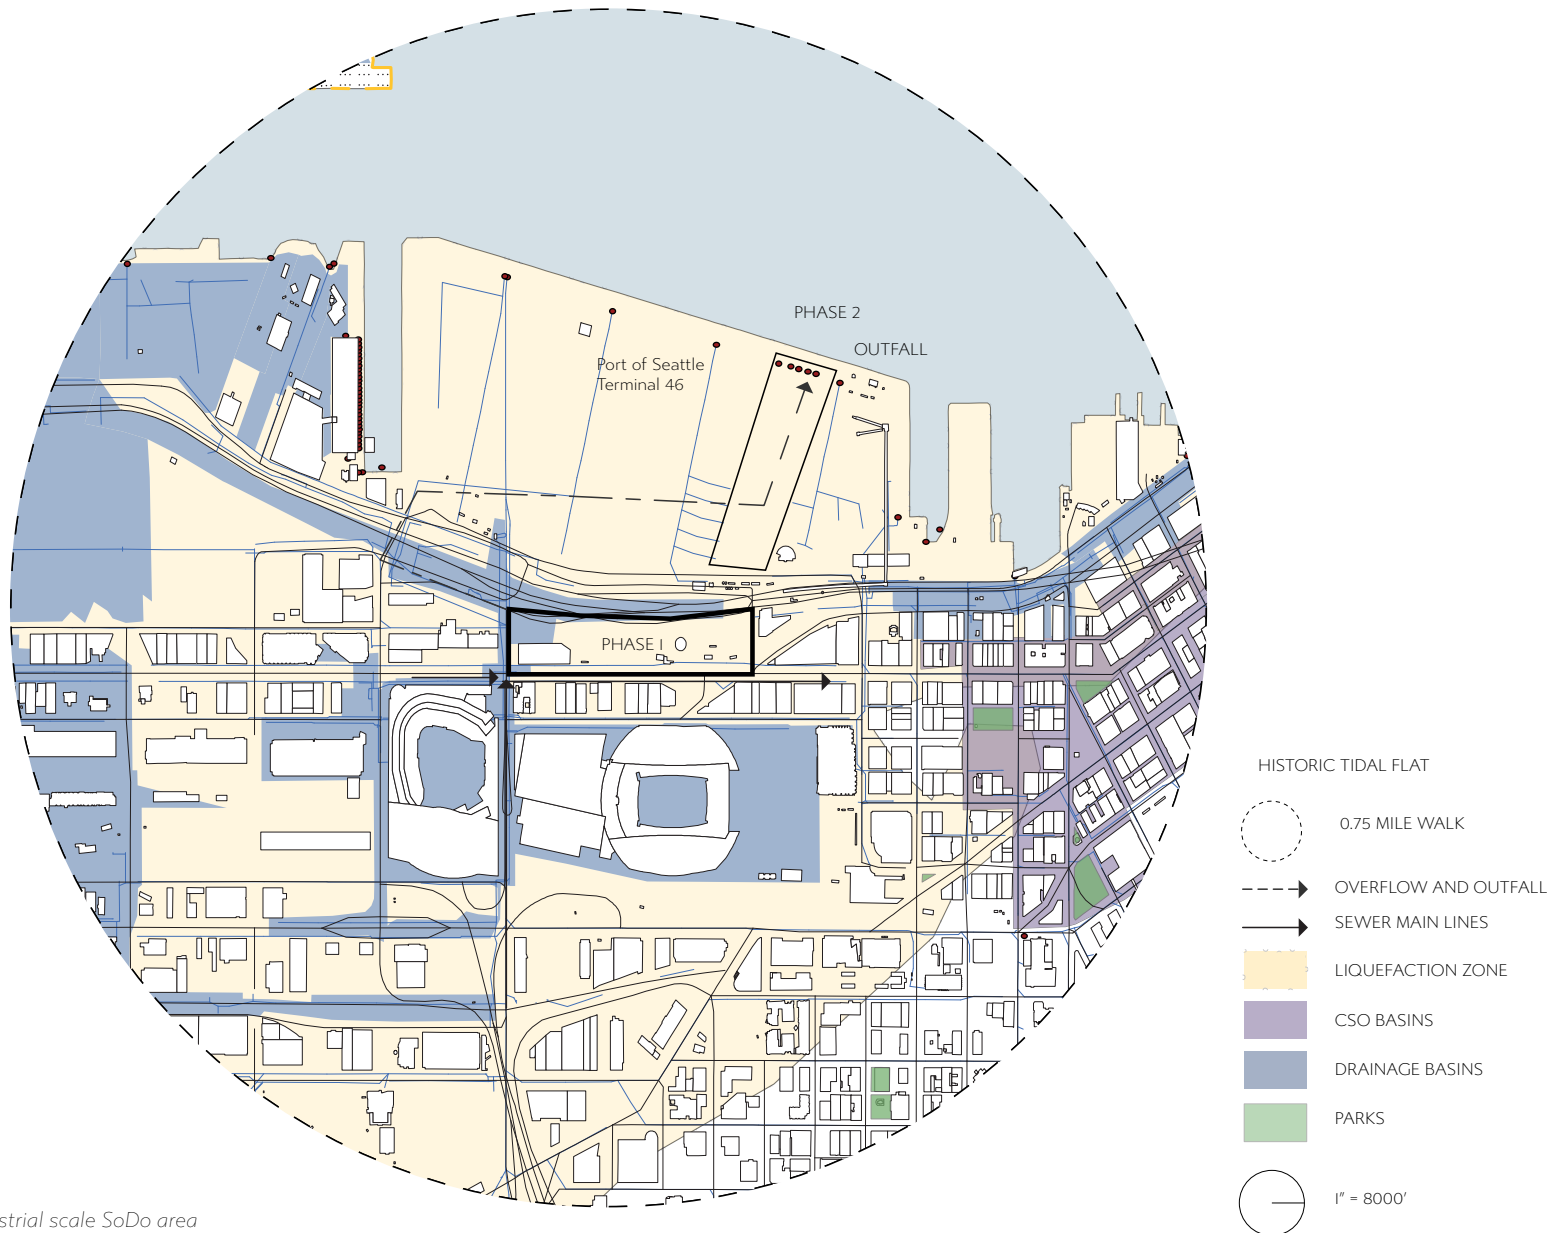 PHASE 2
OUTFALL
Port of Seattle
Terminal 46
PHASE I
HISTORIC TIDAL FLAT
0.75 MILE WALK
OVERFLOW AND OUTFALL
SEWER MAIN LINES
LIQUEFACTION ZONE
CSO BASINS
DRAINAGE BASINS
PARKS
I" = 8000'
strial scale SoDo area